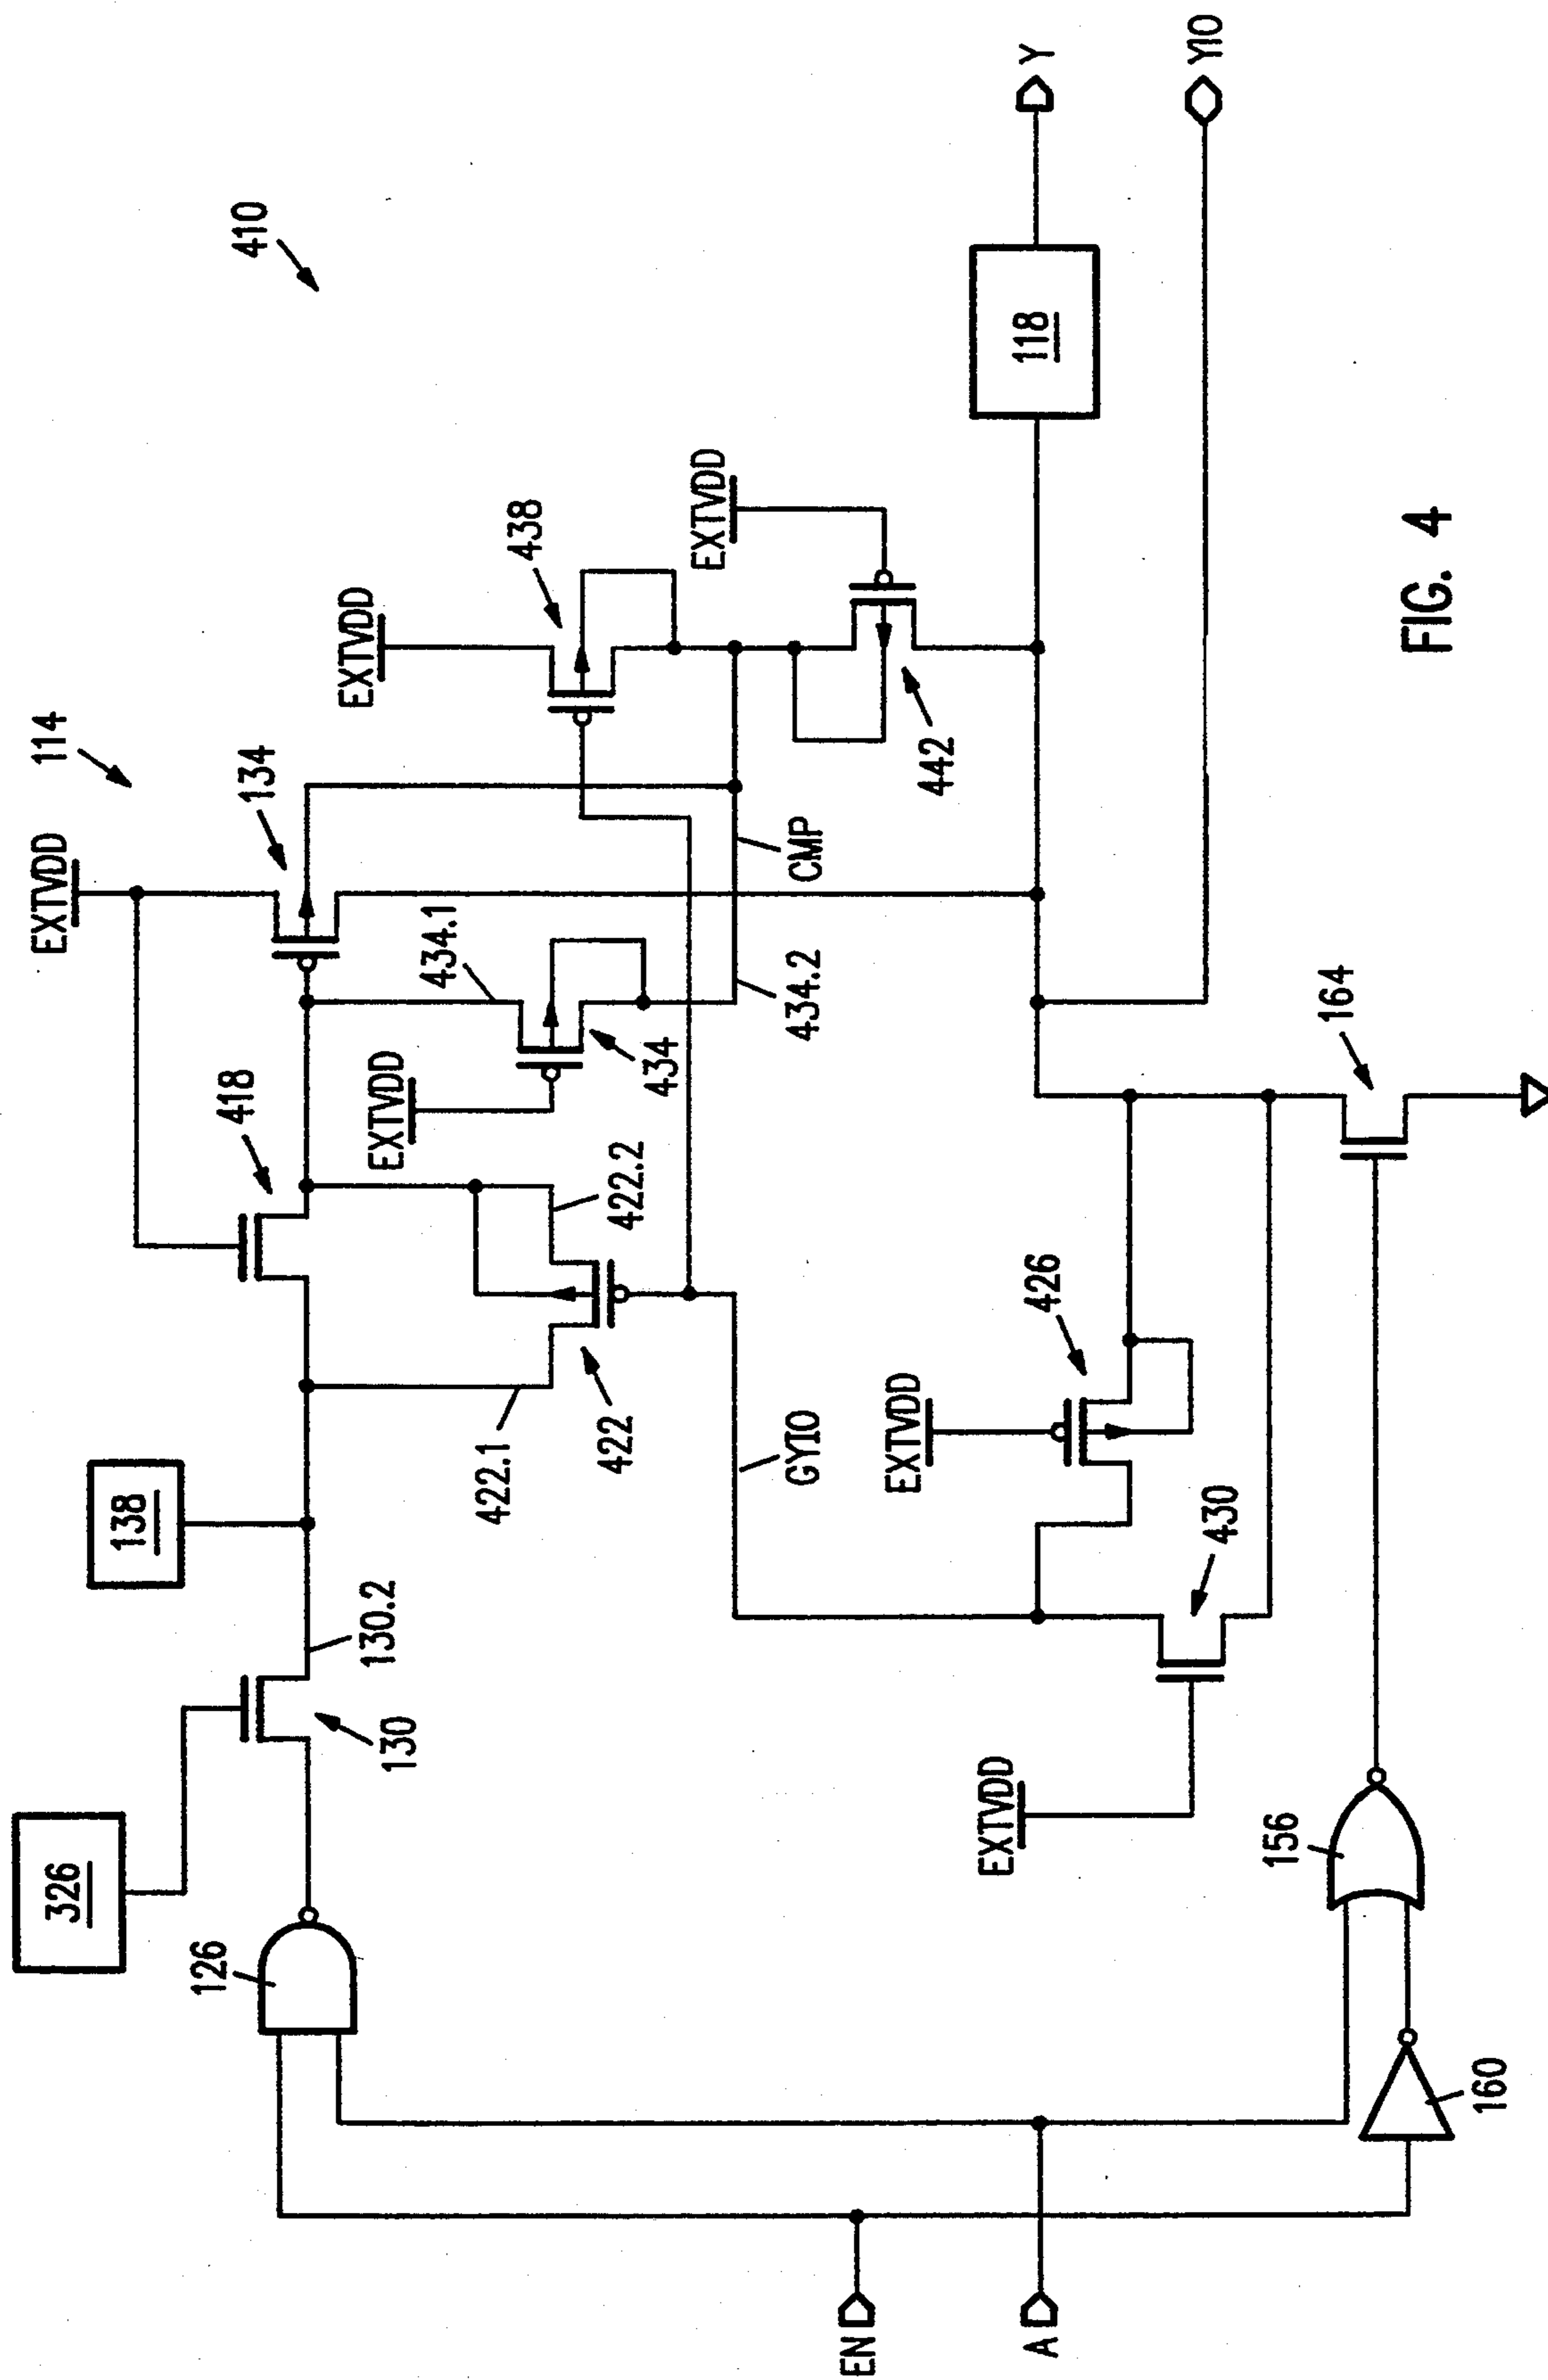 410
114
EXTVDD
134
EXTVDD
438
EXTVDD
442
418
434.1
EXTVDD
434
434.2
CMP
422.2
422.1
422
138
130.2
130
326
126
GYIO
EXTVDD
426
EXTVDD
430
164
118
Y
YIO
156
160
EN
A
FIG. 4